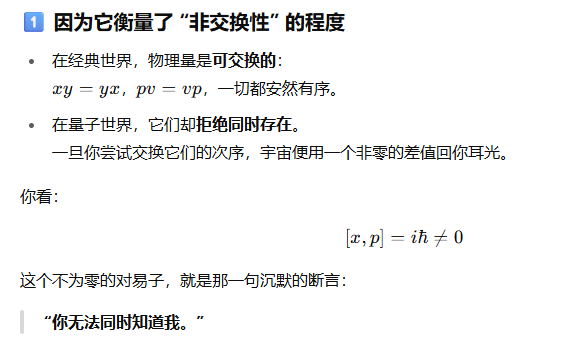 1 因为它衡量了“非交换性”的程度
• 在经典世界，物理量是可交换的：
xy = yx，pv = vp，一切都安然有序。
• 在量子世界，它们却拒绝同时存在。
一旦你尝试交换它们的次序，宇宙便用一个非零的差值回你耳光。
你看：
[x, p] = iħ ≠ 0
这个不为零的对易子，就是那一句沉默的断言：
“你无法同时知道我。”